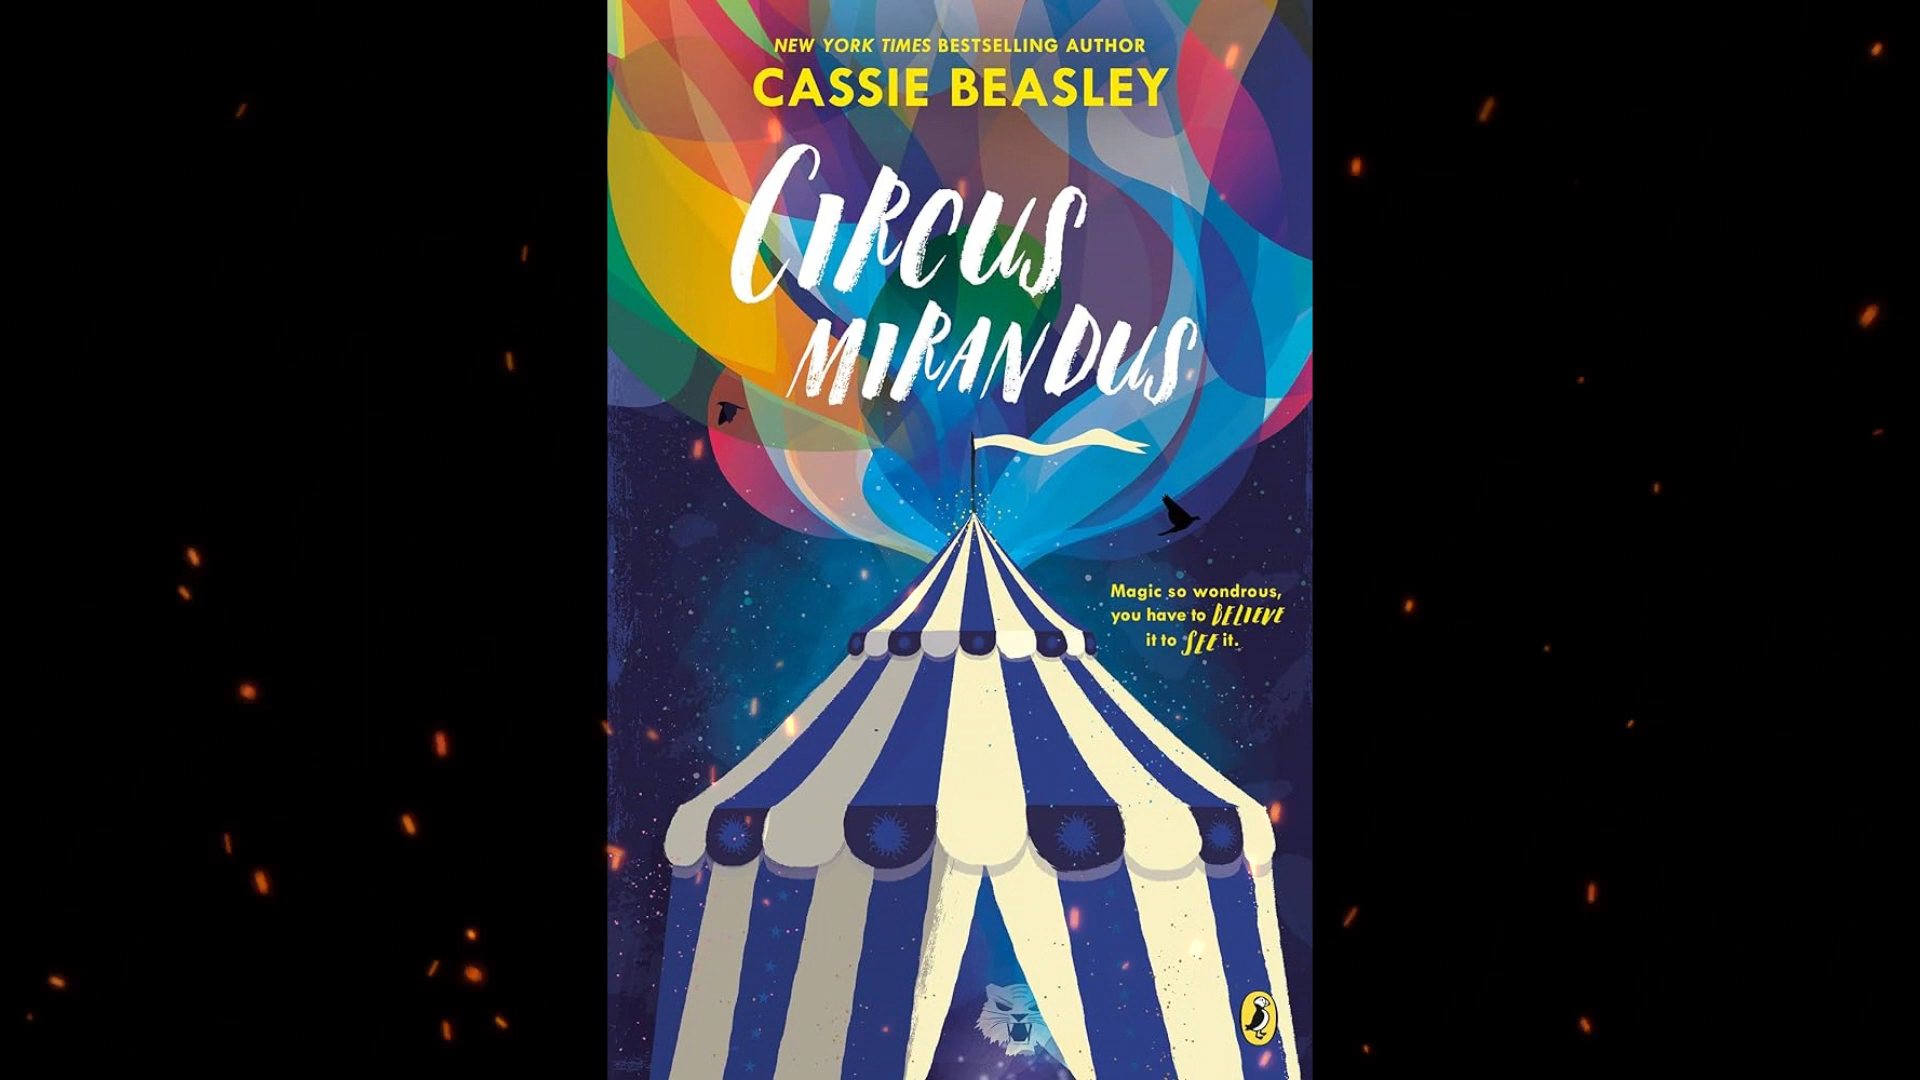 NEW YORK TIMES BESTSELLING AUTHOR
CASSIE BEASLEY
CIRCUS
MIRANDUS
Magic so wondrous,
you have to BELIEVE
it to SEE it.